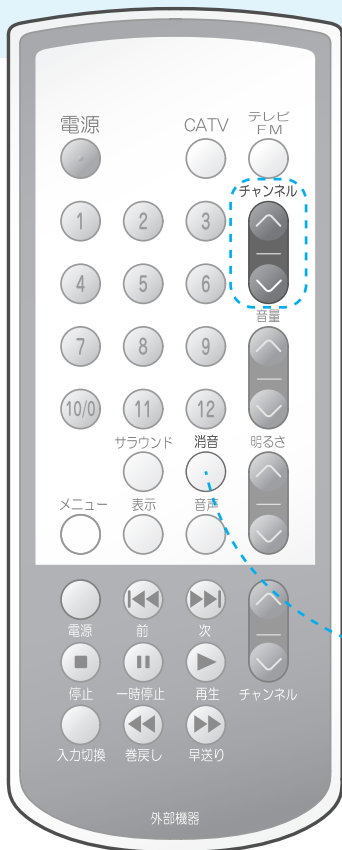 電源
CATV
テレビ
FM
チャンネル
1
2
3
4
5
6
音量
7
8
9
10/0
11
12
サラウンド
消音
明るさ
メニュー
表示
音声
電源
前
次
停止
一時停止
再生
チャンネル
入力切換
巻戻し
早送り
外部機器